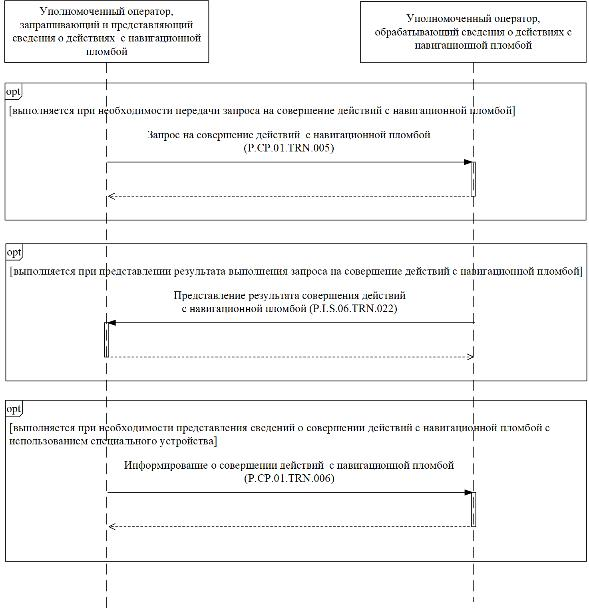 Уполномоченный оператор,
запрашивающий и представляющий
сведения о действиях с навигационной
пломбой
Уполномоченный оператор,
обрабатывающий сведения о действиях с
навигационной пломбой
opt
[выполняется при необходимости передачи запроса на совершение действий с навигационной пломбой]
Запрос на совершение действий с навигационной пломбой
(P.CP.01.TRN.005)
opt
[выполняется при представлении результата выполнения запроса на совершение действий с навигационной пломбой]
Представление результата совершения действий
с навигационной пломбой (P.LS.06.TRN.022)
opt
[выполняется при необходимости представления сведений о совершении действий с навигационной пломбой с
использованием специального устройства]
Информирование о совершении действий с навигационной пломбой
(P.CP.01.TRN.006)